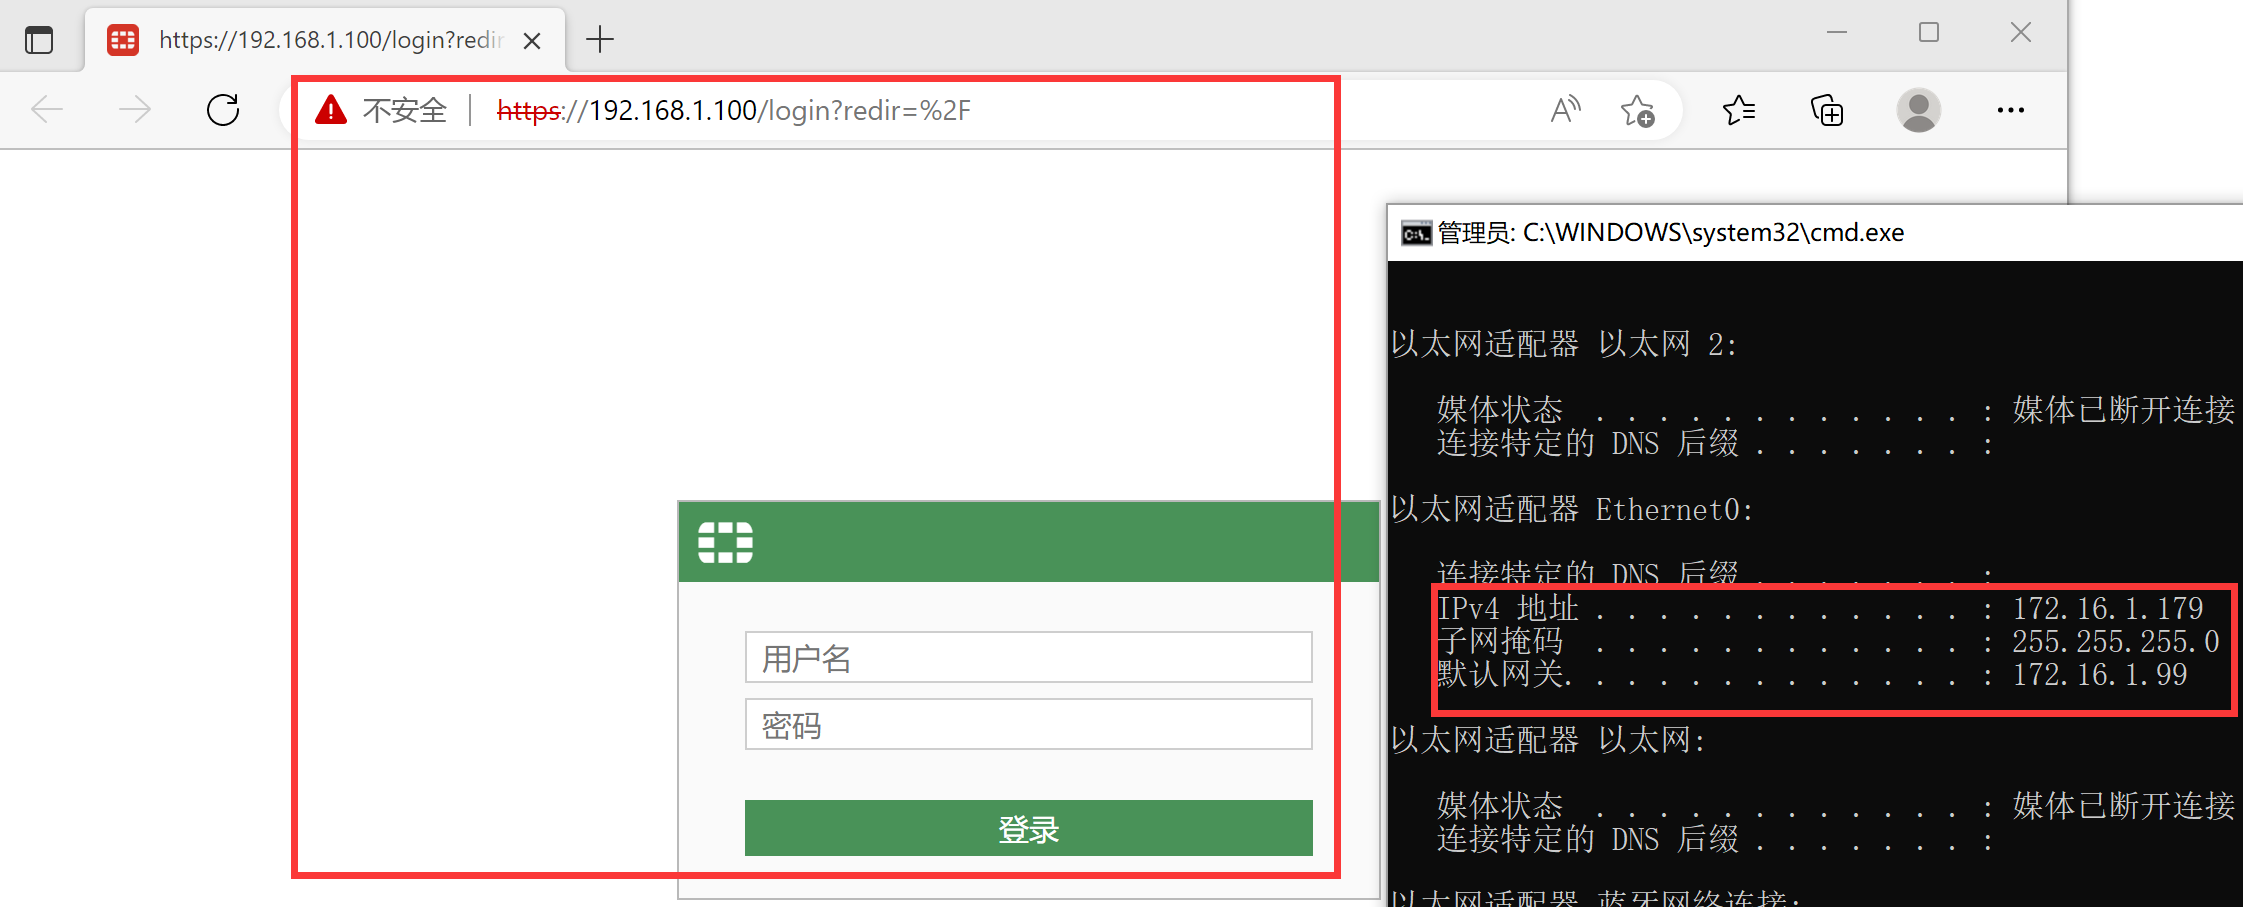 https://192.168.1.100/login?redir
不安全 | https://192.168.1.100/login?redir=%2F
用户名
密码
登录
管理员: C:\WINDOWS\system32\cmd.exe
以太网适配器 以太网 2:
媒体状态 . . . . . . . . . . . . : 媒体已断开连接
连接特定的 DNS 后缀 . . . . . . . :
以太网适配器 Ethernet0:
连接特定的 DNS 后缀 . . . . . . . :
IPv4 地址 . . . . . . . . . . . . : 172.16.1.179
子网掩码 . . . . . . . . . . . . : 255.255.255.0
默认网关. . . . . . . . . . . . . : 172.16.1.99
以太网适配器 以太网:
媒体状态 . . . . . . . . . . . . : 媒体已断开连接
连接特定的 DNS 后缀 . . . . . . . :
以太网适配器 蓝牙网络连接: